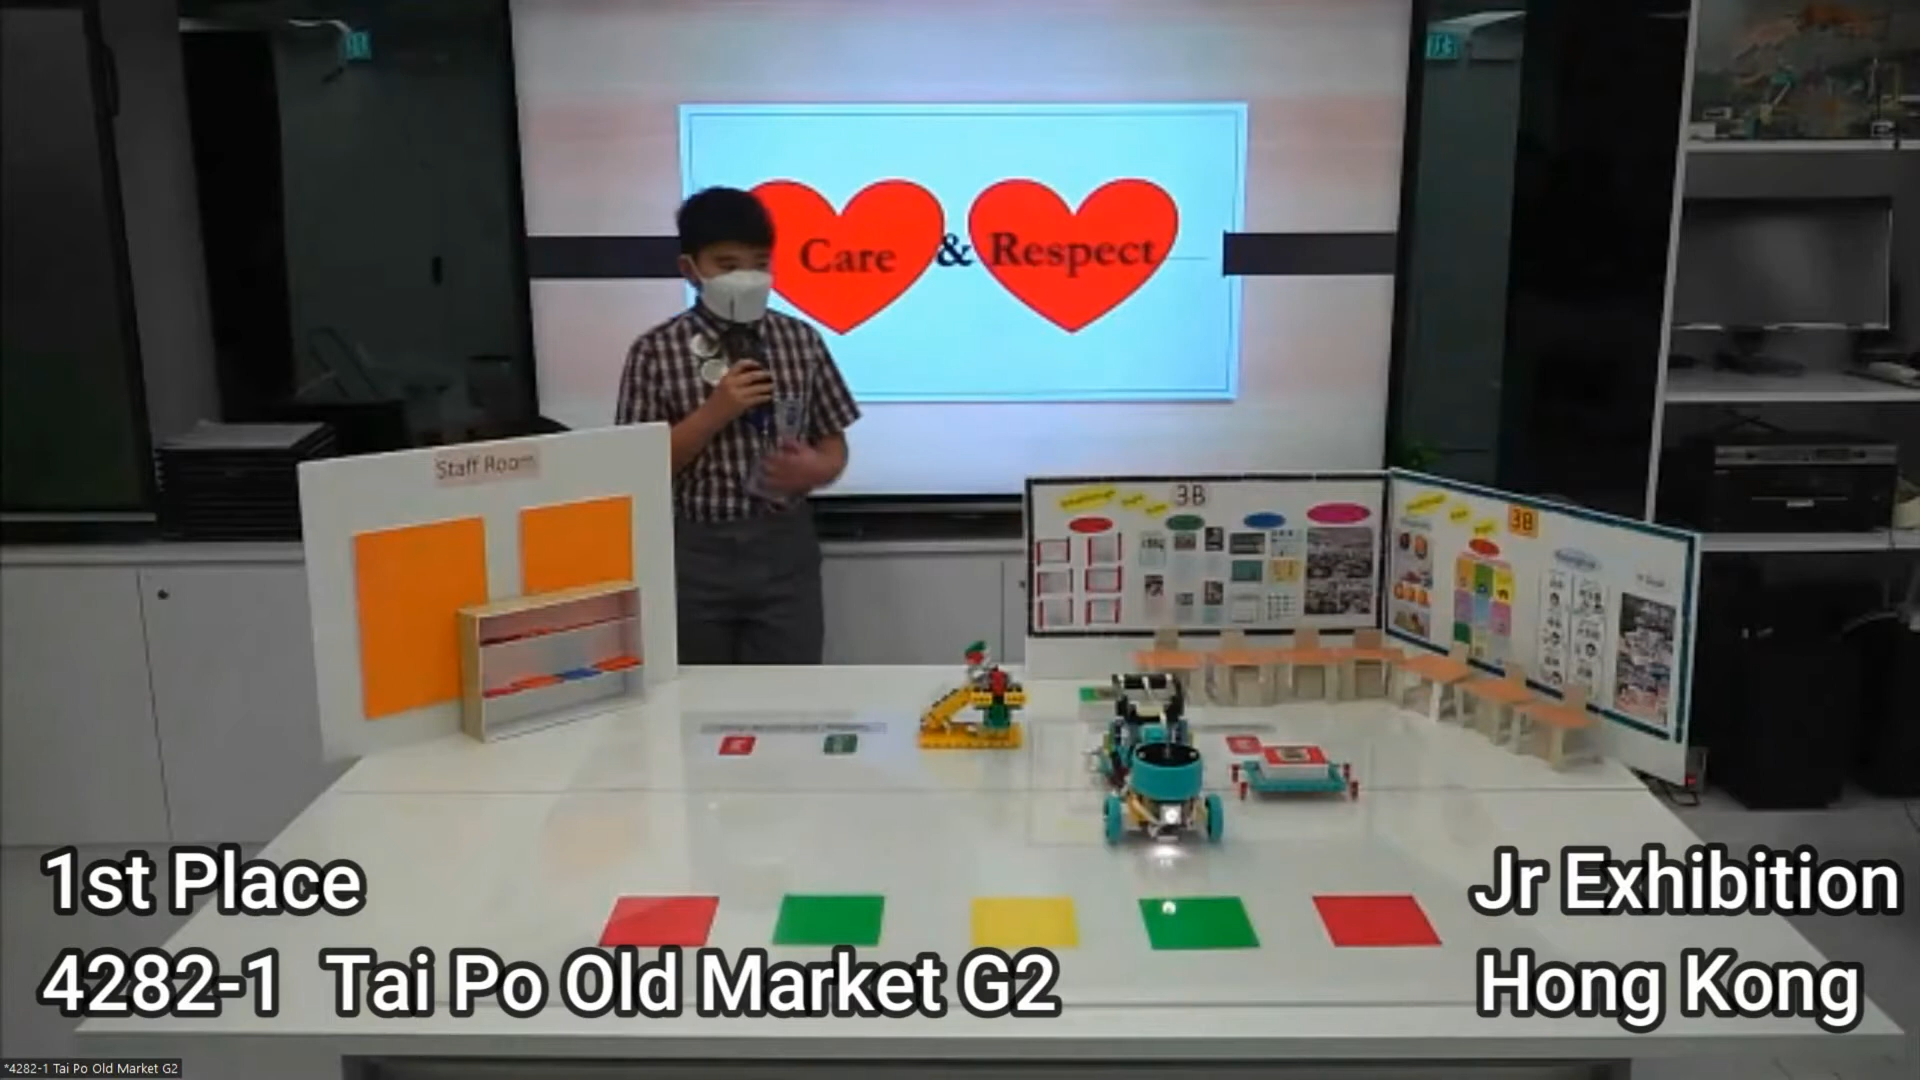 Care & Respect
Staff Room
3B
3B
1st Place
4282-1 Tai Po Old Market G2
Jr Exhibition
Hong Kong
*4282-1 Tai Po Old Market G2